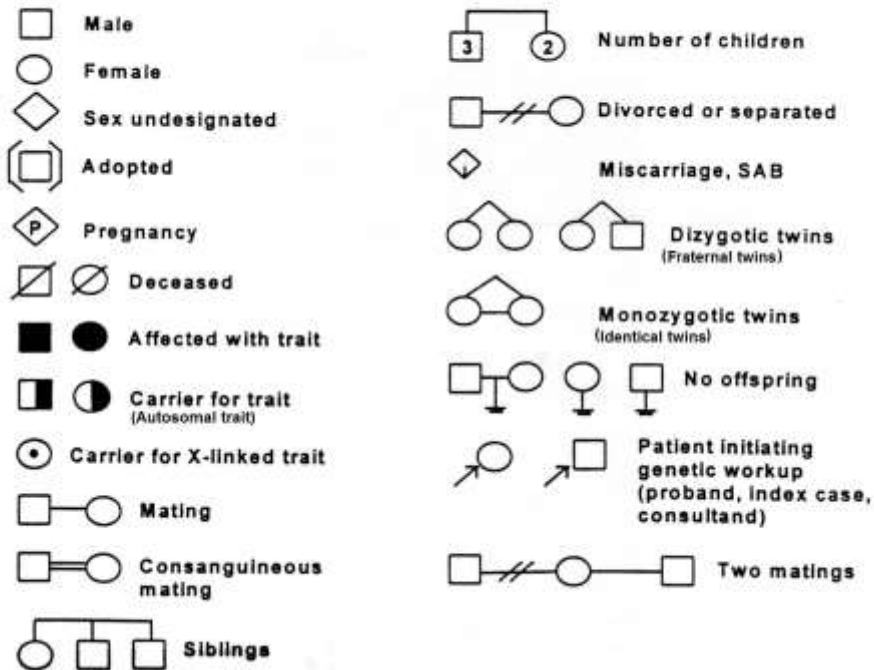 Male
Female
Sex undesignated
Adopted
P
Pregnancy
Deceased
Affected with trait
Carrier for trait
(Autosomal trait)
Carrier for X-linked trait
Mating
Consanguineous
mating
Siblings
3 2
Number of children
Divorced or separated
Miscarriage, SAB
Dizygotic twins
(Fraternal twins)
Monozygotic twins
(Identical twins)
No offspring
Patient initiating
genetic workup
(proband, index case,
consultand)
Two matings